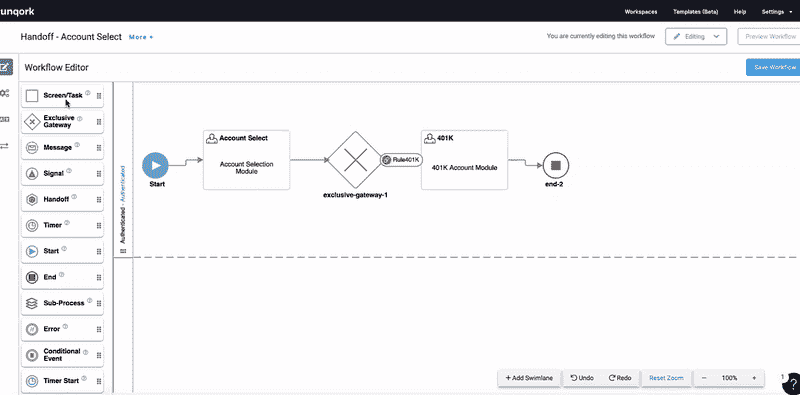 unqork
Workspaces
Templates (Beta)
Help
Settings
Handoff - Account Select
More +
You are currently editing this workflow
Editing
Preview Workflow
Workflow Editor
Save Workflow
Screen/Task
Exclusive
Gateway
Message
Signal
Handoff
Timer
Start
End
Sub-Process
Error
Conditional
Event
Timer Start
Authenticated - Authenticated
Start
Account Select
Account Selection
Module
exclusive-gateway-1
Rule401K
401K
401K Account Module
end-2
+ Add Swimlane
Undo
Redo
Reset Zoom
100%
1